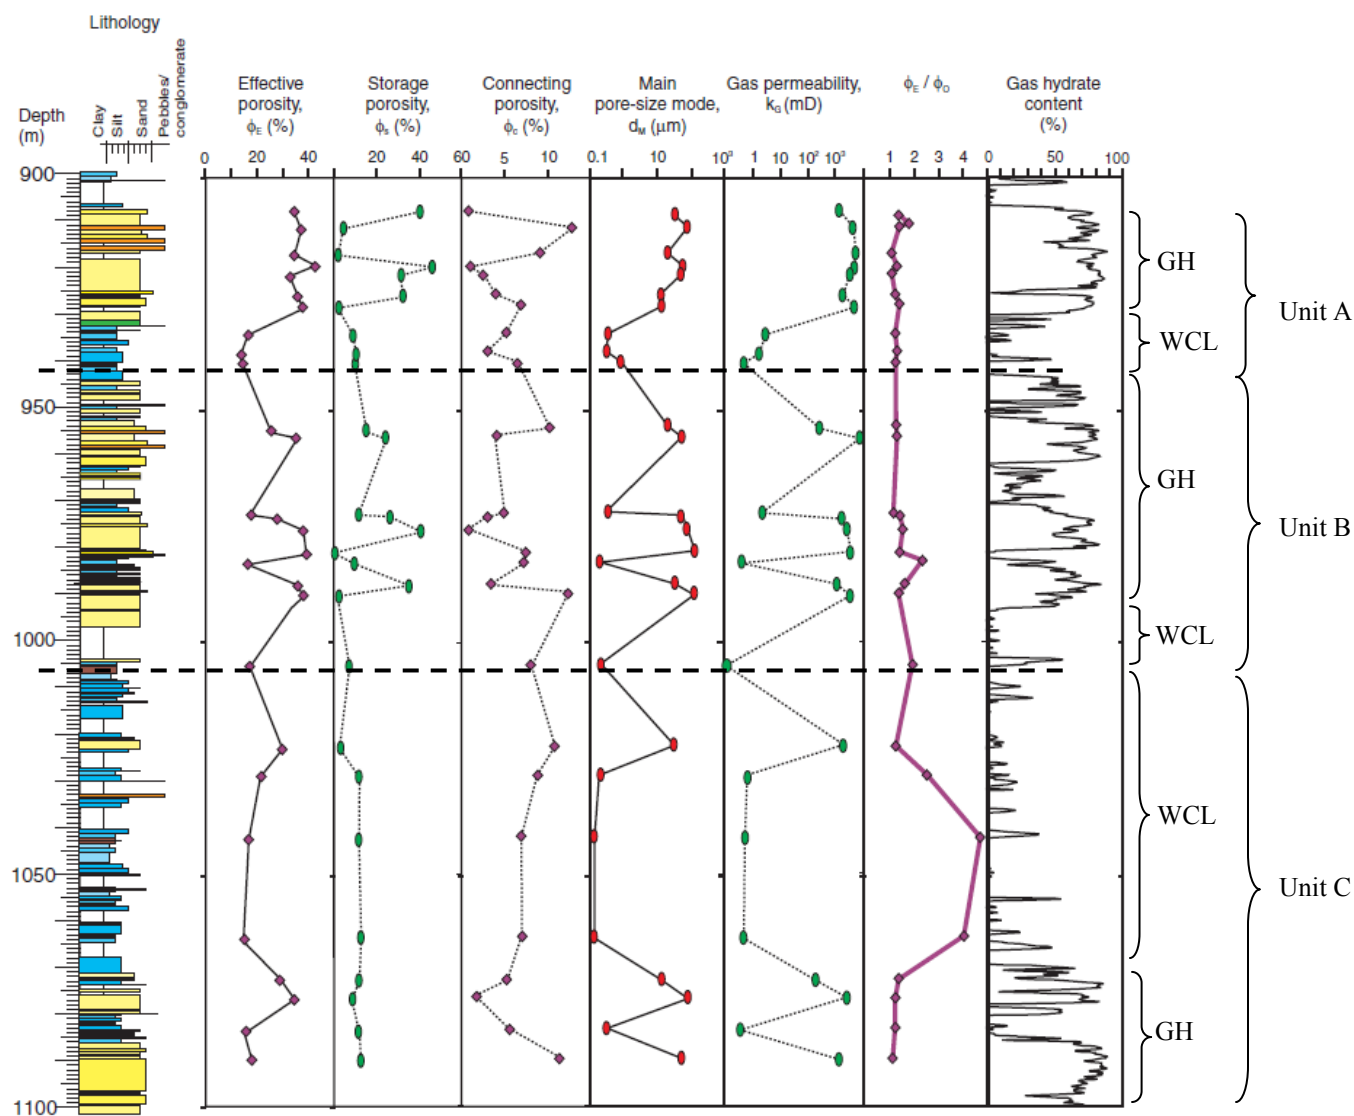 Lithology
Depth
(m)
Clay
Silt
Sand
Pebbles/
conglomerate
Effective
porosity,
ϕE (%)
Storage
porosity,
ϕs (%)
Connecting
porosity,
ϕc (%)
Main
pore-size mode,
dM (μm)
Gas permeability,
kG (mD)
ϕE / ϕO
Gas hydrate
content
(%)
0 20 40 20 40 60 5 10 0.1 10 10³ 1 10² 10³ 1 2 3 4 0 50 100
900
950
1000
1050
1100
GH
WCL
Unit A
GH
WCL
Unit B
WCL
GH
Unit C